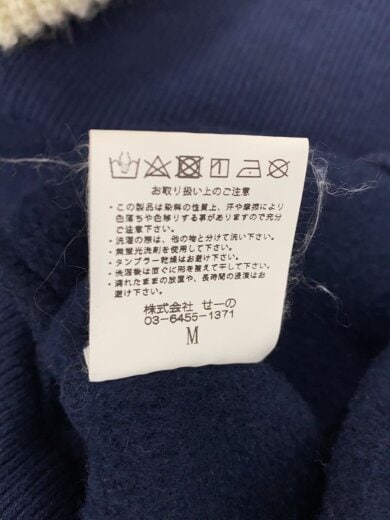 お取り扱い上のご注意
・この製品は染料の性質上、汗や摩擦により
色落ちや色移りする事がありますので充分
ご注意下さい。
・洗濯の際は、他の物と分けて洗い下さい。
・無蛍光洗剤を使用して下さい。
・タンブラー乾燥はお避け下さい。
・洗濯後は直ぐに形を整えて干して下さい。
・濡れたままの放置や、長時間の浸漬はお
避け下さい。
株式会社 せーの
03-6455-1371
M